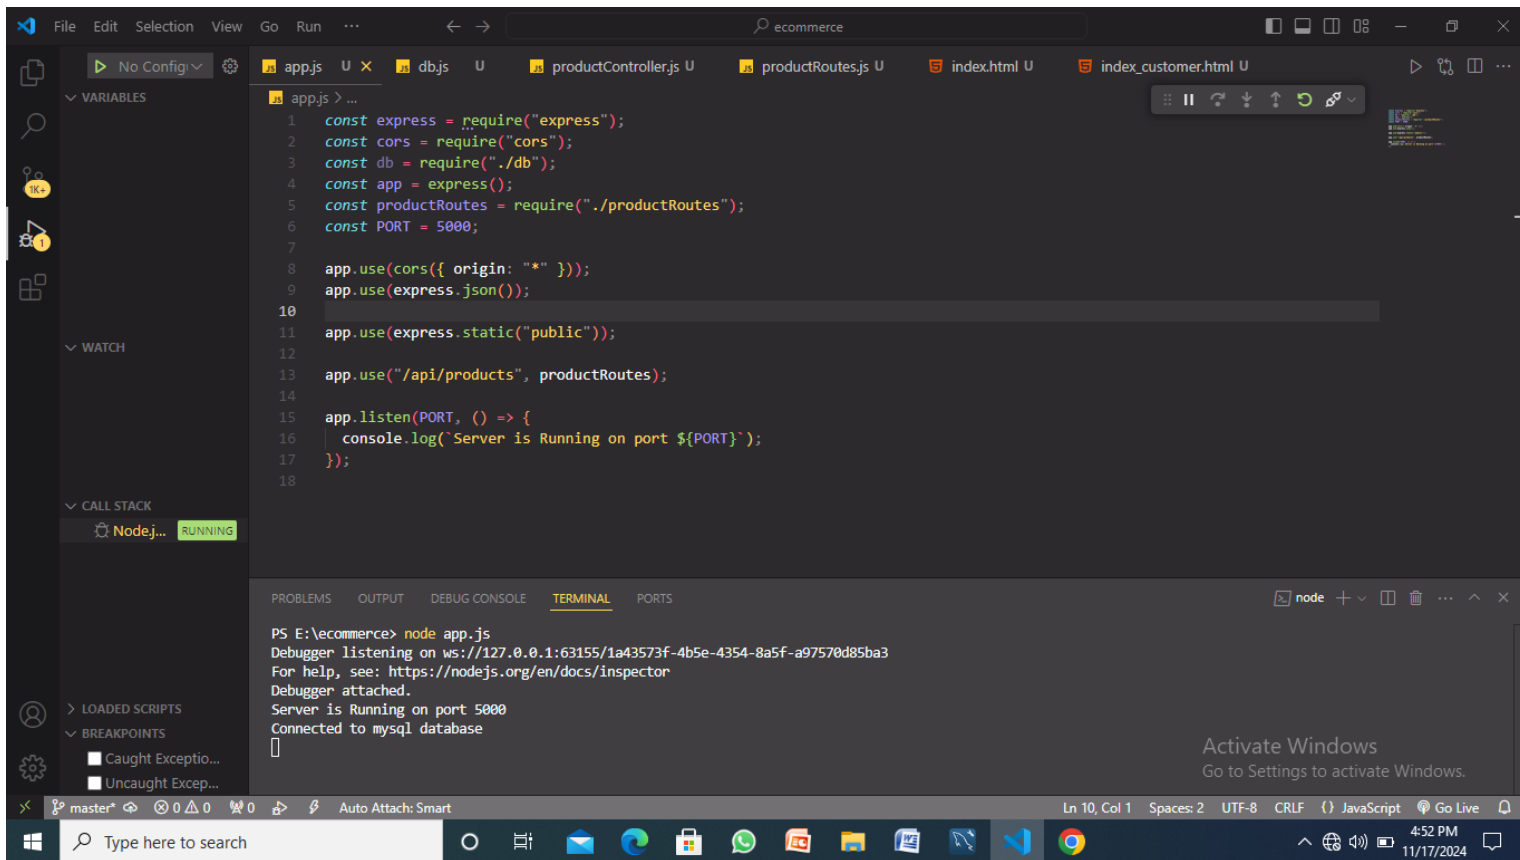 File Edit Selection View Go Run ··· ecommerce
No Config
app.js U db.js U productController.js U productRoutes.js U index.html U index_customer.html U
VARIABLES
app.js > ...
1 const express = require("express");
2 const cors = require("cors");
3 const db = require("./db");
4 const app = express();
5 const productRoutes = require("./productRoutes");
6 const PORT = 5000;
7
8 app.use(cors({ origin: "*" }));
9 app.use(express.json());
10
11 app.use(express.static("public"));
12
13 app.use("/api/products", productRoutes);
14
15 app.listen(PORT, () => {
16 console.log(`Server is Running on port ${PORT}`);
17 });
18
1K+
1
WATCH
CALL STACK
Node.j... RUNNING
PROBLEMS OUTPUT DEBUG CONSOLE TERMINAL PORTS node
PS E:\ecommerce> node app.js
Debugger listening on ws://127.0.0.1:63155/1a43573f-4b5e-4354-8a5f-a97570d85ba3
For help, see: https://nodejs.org/en/docs/inspector
Debugger attached.
Server is Running on port 5000
Connected to mysql database
LOADED SCRIPTS
BREAKPOINTS
Caught Exceptio...
Uncaught Excep...
Activate Windows
Go to Settings to activate Windows.
master* 0 0 0 Auto Attach: Smart Ln 10, Col 1 Spaces: 2 UTF-8 CRLF {} JavaScript Go Live
Type here to search
4:52 PM
11/17/2024